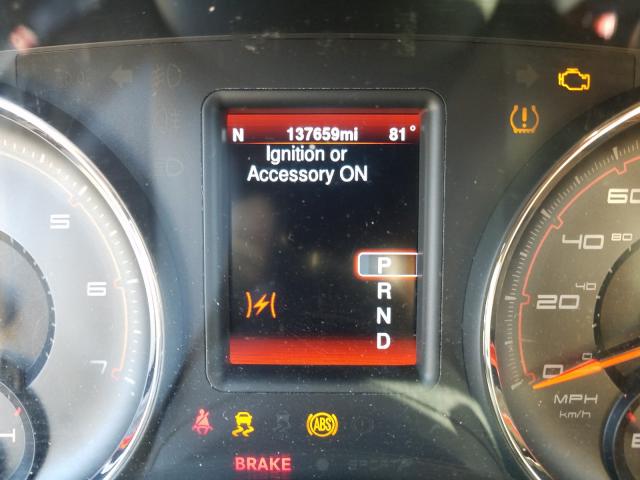 N 137659mi 81°
Ignition or
Accessory ON
P
R
N
D
5
6
7
60
80
40
40
20
0
0
MPH
km/h
ABS
BRAKE